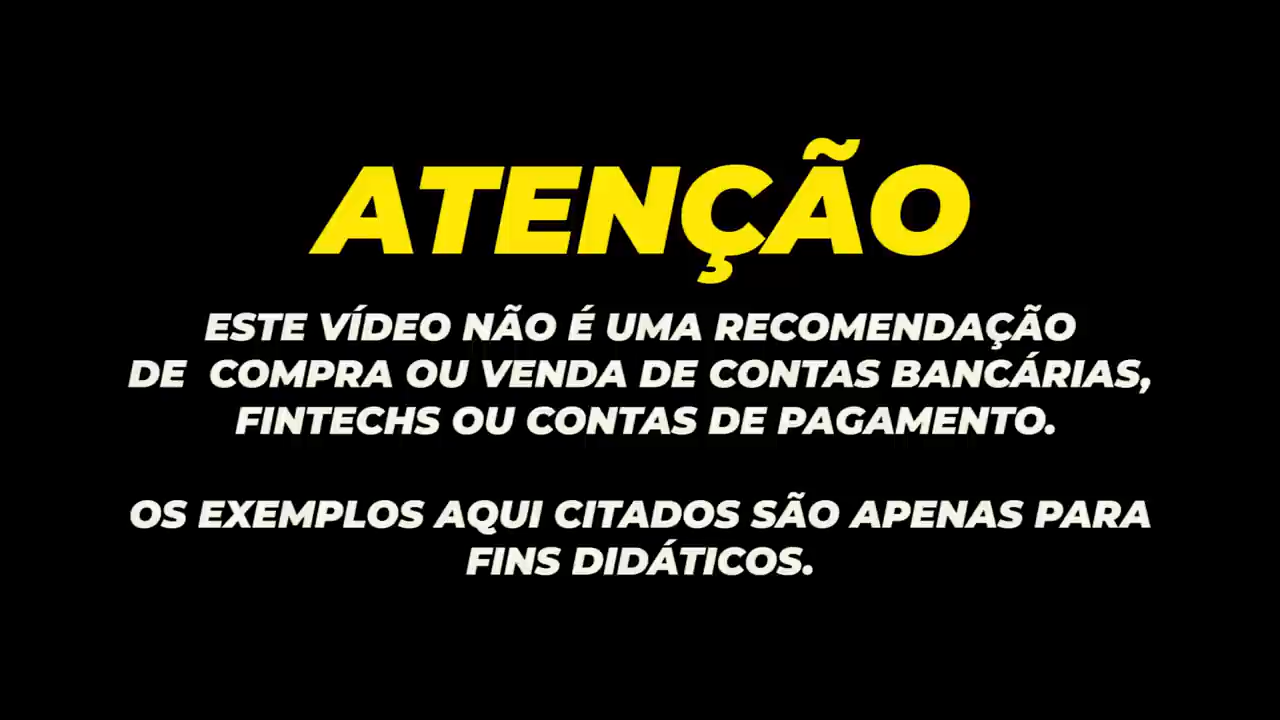 ATENÇÃO
ESTE VÍDEO NÃO É UMA RECOMENDAÇÃO
DE COMPRA OU VENDA DE CONTAS BANCÁRIAS,
FINTECHS OU CONTAS DE PAGAMENTO.
OS EXEMPLOS AQUI CITADOS SÃO APENAS PARA
FINS DIDÁTICOS.